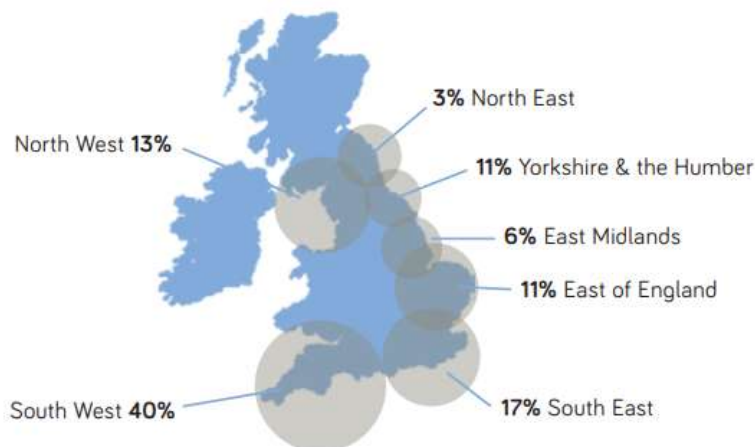 3% North East
North West 13%
11% Yorkshire & the Humber
6% East Midlands
11% East of England
South West 40%
17% South East